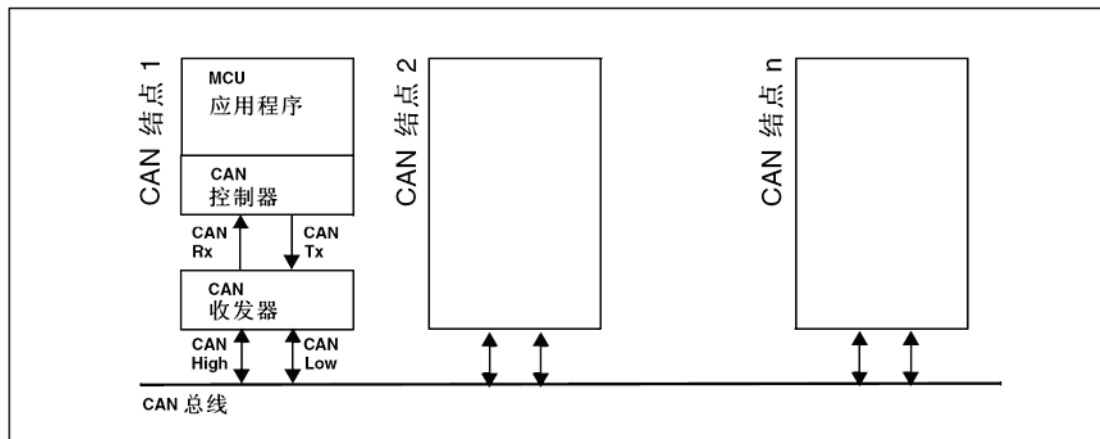 CAN 结点 1
MCU
应用程序
CAN
控制器
CAN
Rx
CAN
Tx
CAN
收发器
CAN
High
CAN
Low
CAN 结点 2
CAN 结点 n
CAN 总线